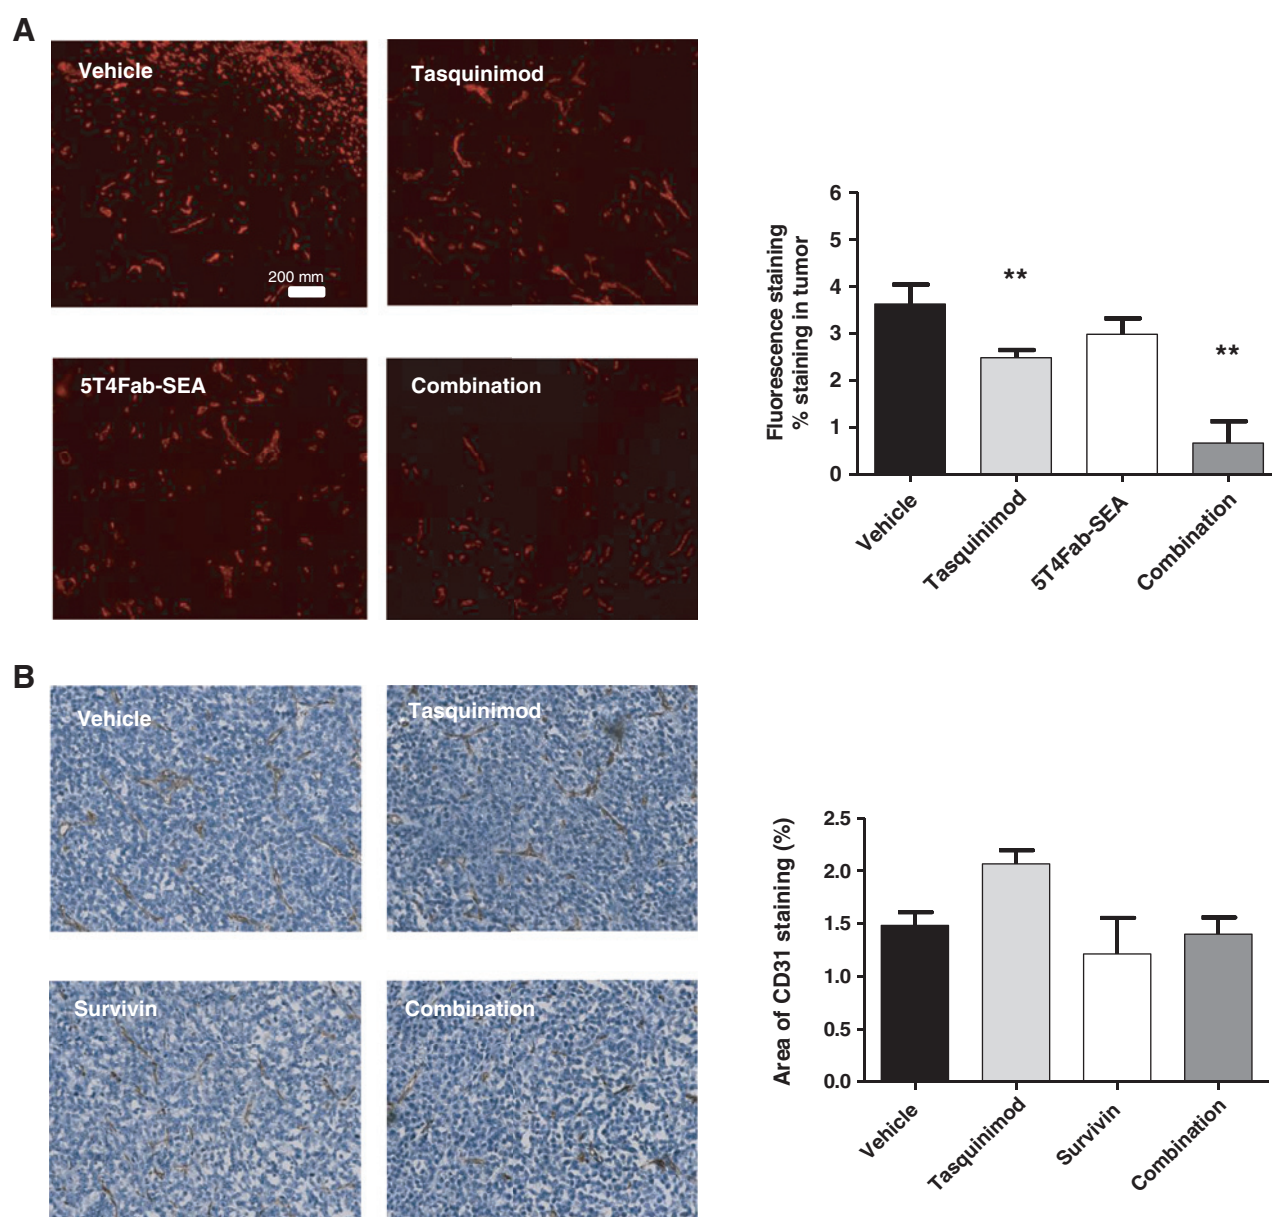 A
Vehicle
200 mm
Tasquinimod
5T4Fab-SEA
Combination
Fluorescence staining
% staining in tumor
6
5
4
3
2
1
0
**
**
Vehicle
Tasquinimod
5T4Fab-SEA
Combination
B
Vehicle
Tasquinimod
Survivin
Combination
Area of CD31 staining (%)
2.5
2.0
1.5
1.0
0.5
0.0
Vehicle
Tasquinimod
Survivin
Combination